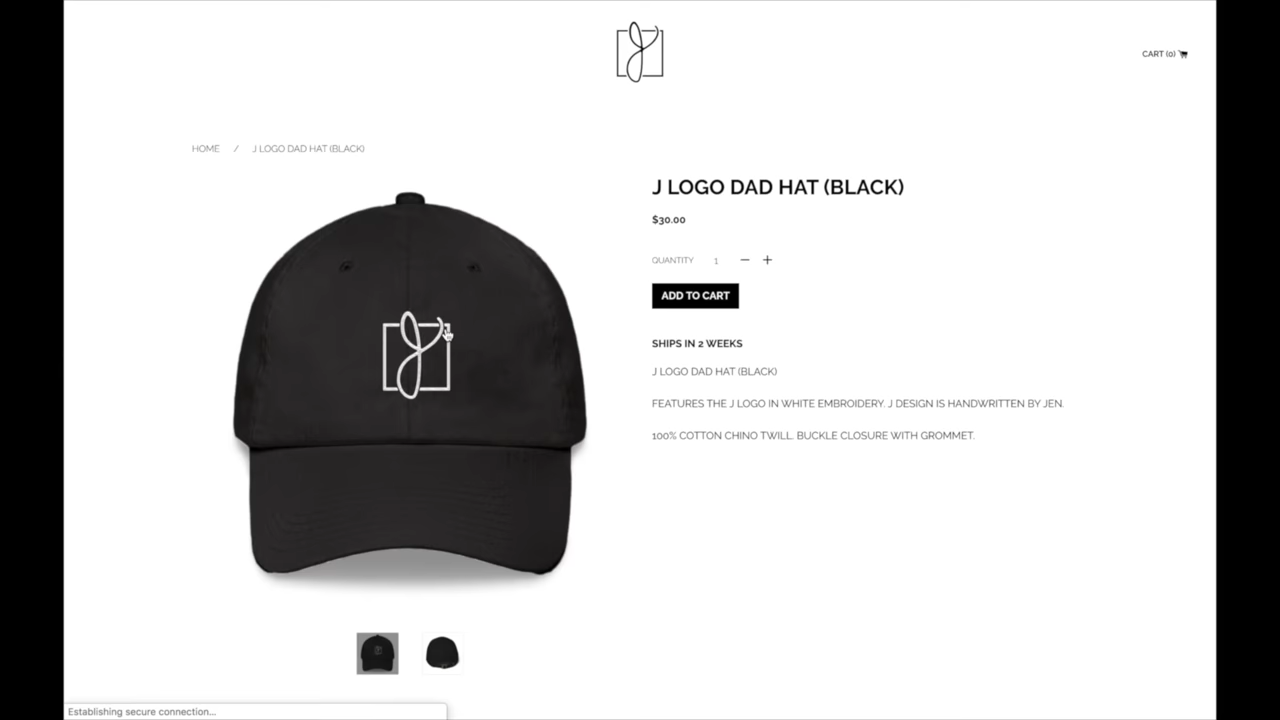 CART (0)
HOME / J LOGO DAD HAT (BLACK)
J LOGO DAD HAT (BLACK)
$30.00
QUANTITY 1 − +
ADD TO CART
SHIPS IN 2 WEEKS
J LOGO DAD HAT (BLACK)
FEATURES THE J LOGO IN WHITE EMBROIDERY. J DESIGN IS HANDWRITTEN BY JEN.
100% COTTON CHINO TWILL. BUCKLE CLOSURE WITH GROMMET.
Establishing secure connection...